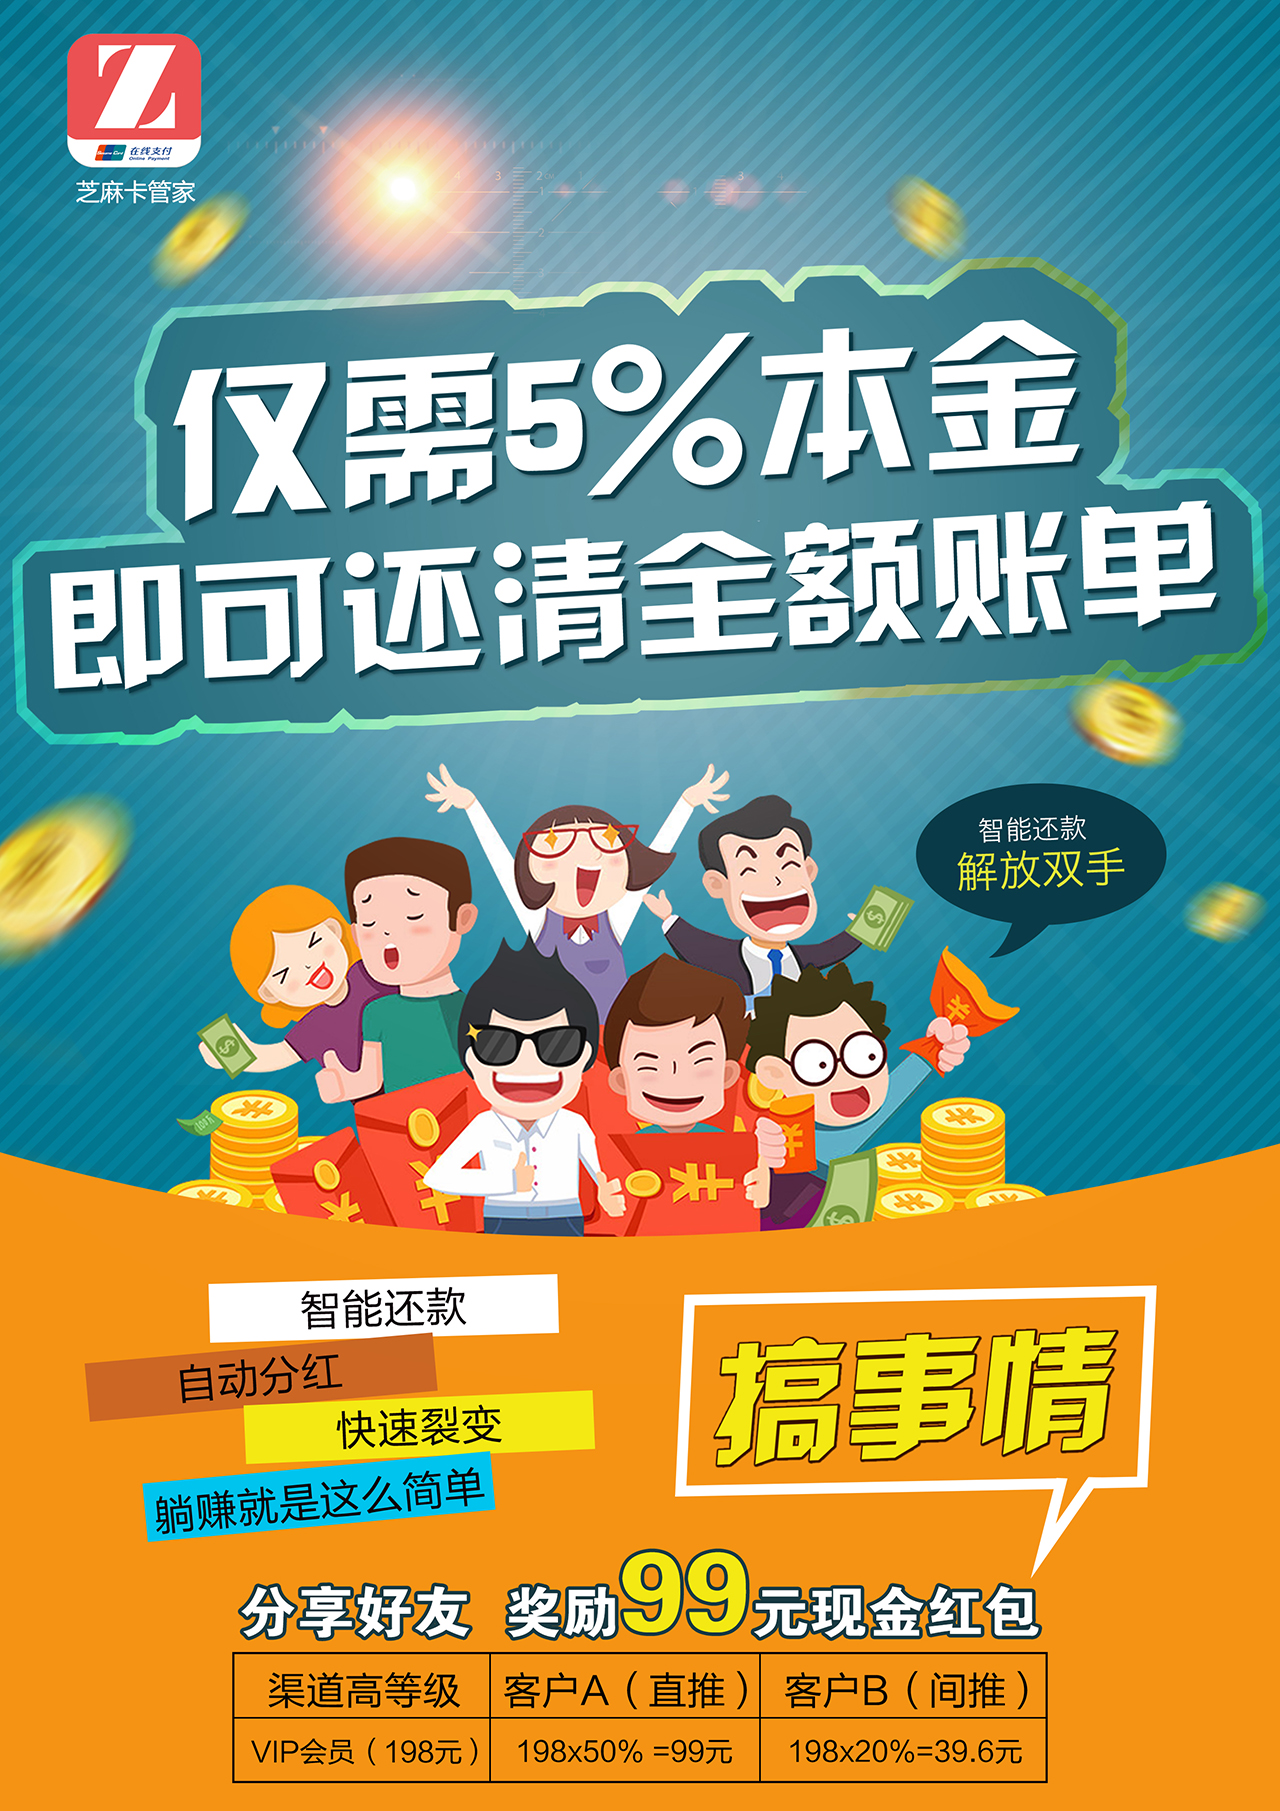 Z
在线支付
Online Payment
芝麻卡管家
仅需5%本金
即可还清全额账单
智能还款
解放双手
智能还款
自动分红
快速裂变
躺赚就是这么简单
搞事情
分享好友 奖励99元现金红包
渠道高等级 客户A（直推） 客户B（间推）
VIP会员（198元） 198x50% =99元 198x20%=39.6元